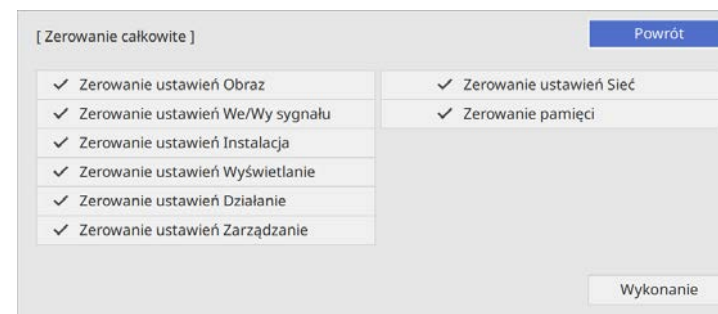 [ Zerowanie całkowite ]
Powrót
Zerowanie ustawień Obraz
Zerowanie ustawień We/Wy sygnału
Zerowanie ustawień Instalacja
Zerowanie ustawień Wyświetlanie
Zerowanie ustawień Działanie
Zerowanie ustawień Zarządzanie
Zerowanie ustawień Sieć
Zerowanie pamięci
Wykonanie